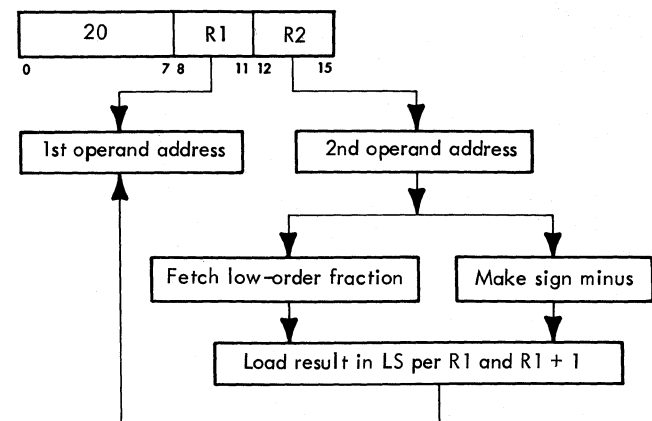 20 R1 R2
0 7 8 11 12 15
1st operand address
2nd operand address
Fetch low-order fraction
Make sign minus
Load result in LS per R1 and R1 + 1